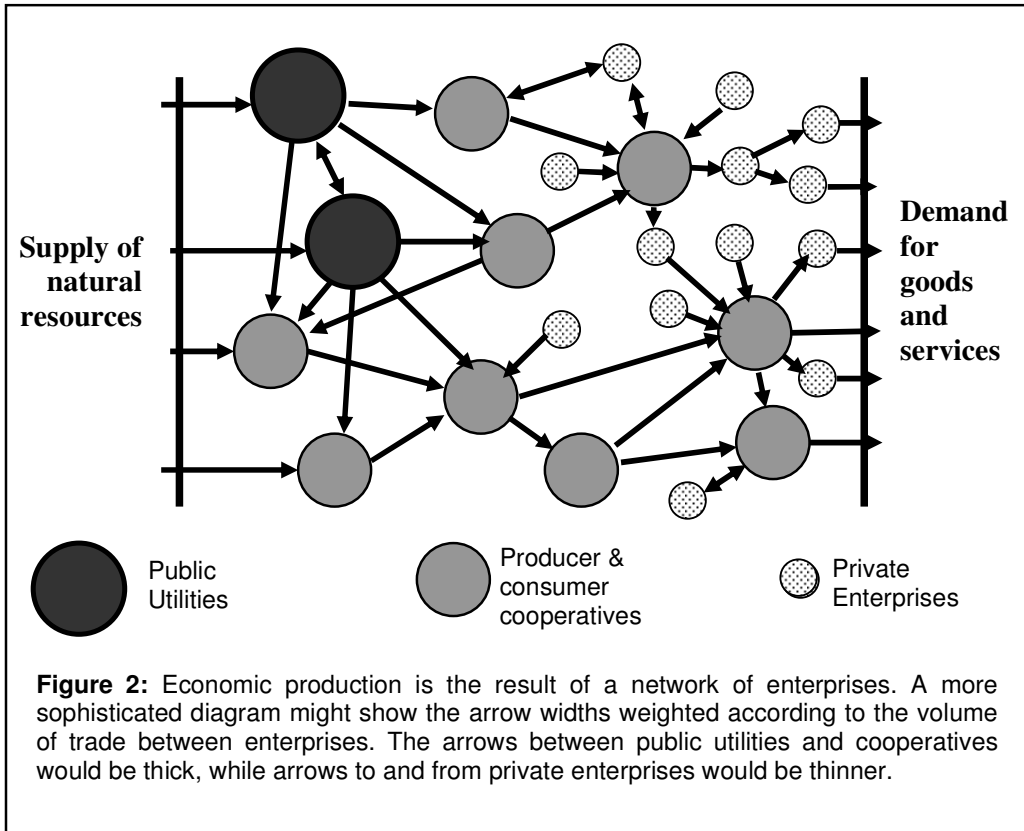 Supply of
natural
resources
Demand
for
goods
and
services
Public
Utilities
Producer &
consumer
cooperatives
Private
Enterprises
Figure 2: Economic production is the result of a network of enterprises. A more
sophisticated diagram might show the arrow widths weighted according to the volume
of trade between enterprises. The arrows between public utilities and cooperatives
would be thick, while arrows to and from private enterprises would be thinner.